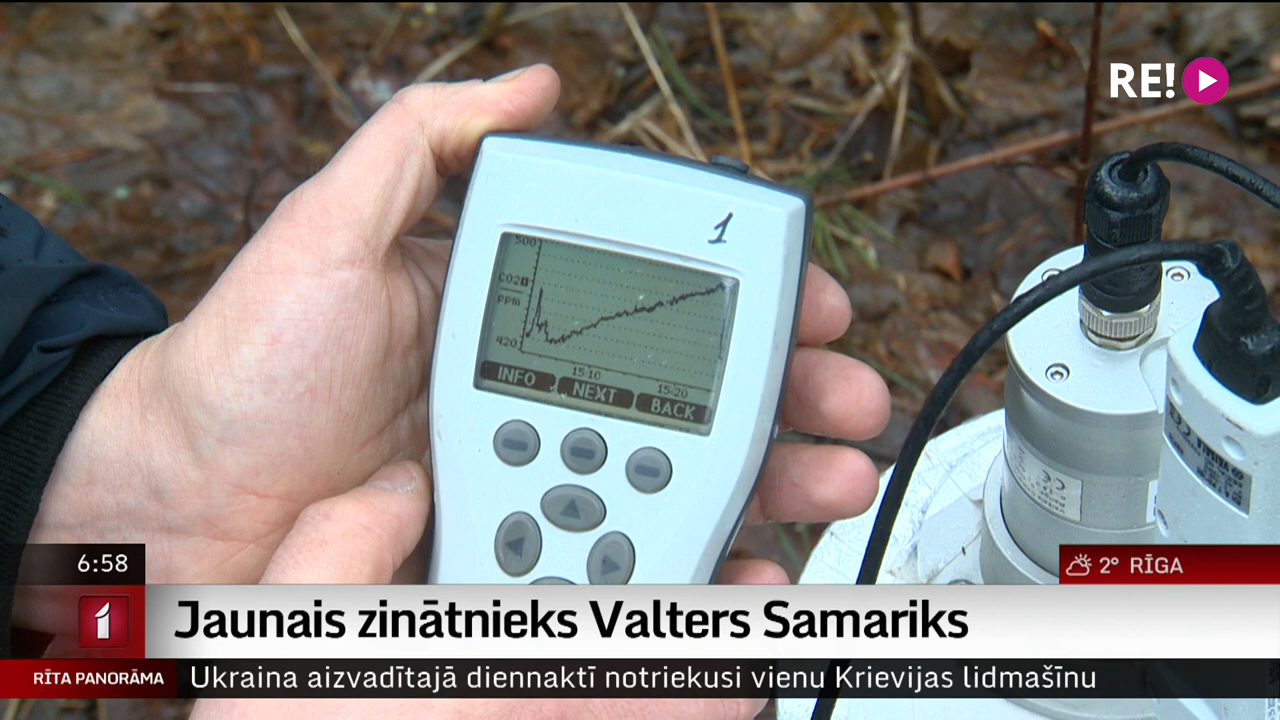 RE!
1
500
CO2
ppm
420
15:10
15:20
INFO
NEXT
BACK
6:58
2° RĪGA
1
Jaunais zinātnieks Valters Samariks
RĪTA PANORĀMA
Ukraina aizvadītajā diennaktī notriekusi vienu Krievijas lidmašīnu